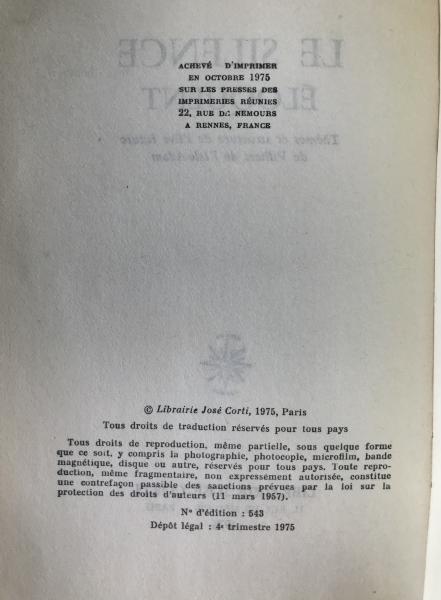 ACHEVÉ D'IMPRIMER
EN OCTOBRE 1975
SUR LES PRESSES DES
IMPRIMERIES RÉUNIES
22, RUE DE NEMOURS
A RENNES, FRANCE
© Librairie José Corti, 1975, Paris
Tous droits de traduction réservés pour tous pays
Tous droits de reproduction, même partielle, sous quelque forme
que ce soit, y compris la photographie, photocopie, microfilm, bande
magnétique, disque ou autre, réservés pour tous pays. Toute repro-
duction, même fragmentaire, non expressément autorisée, constitue
une contrefaçon passible des sanctions prévues par la loi sur la
protection des droits d'auteurs (11 mars 1957).
N° d'édition : 543
Dépôt légal : 4e trimestre 1975